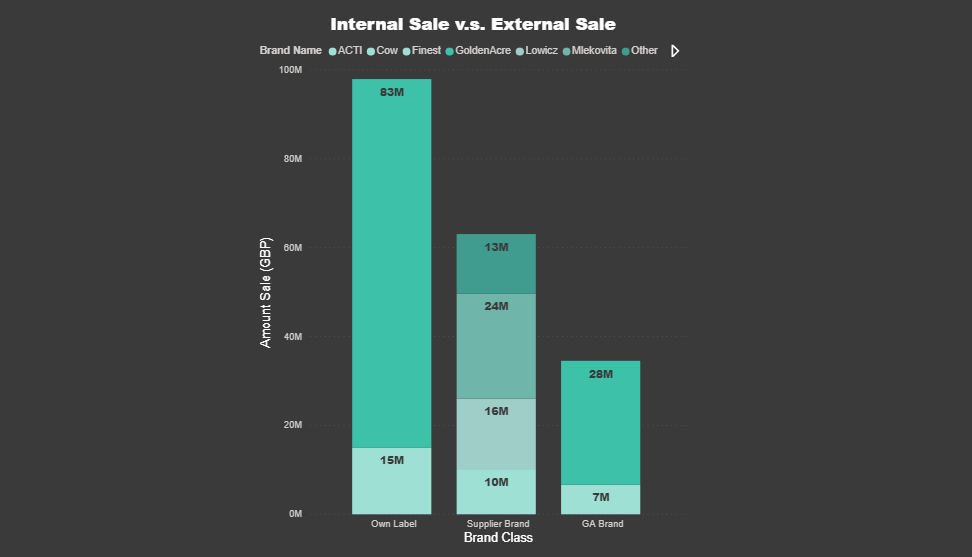 Internal Sale v.s. External Sale
Brand Name ACTI Cow Finest GoldenAcre Lowicz Mlekovita Other
100M
80M
60M
40M
20M
0M
Amount Sale (GBP)
83M
15M
13M
24M
16M
10M
28M
7M
Own Label Supplier Brand GA Brand
Brand Class